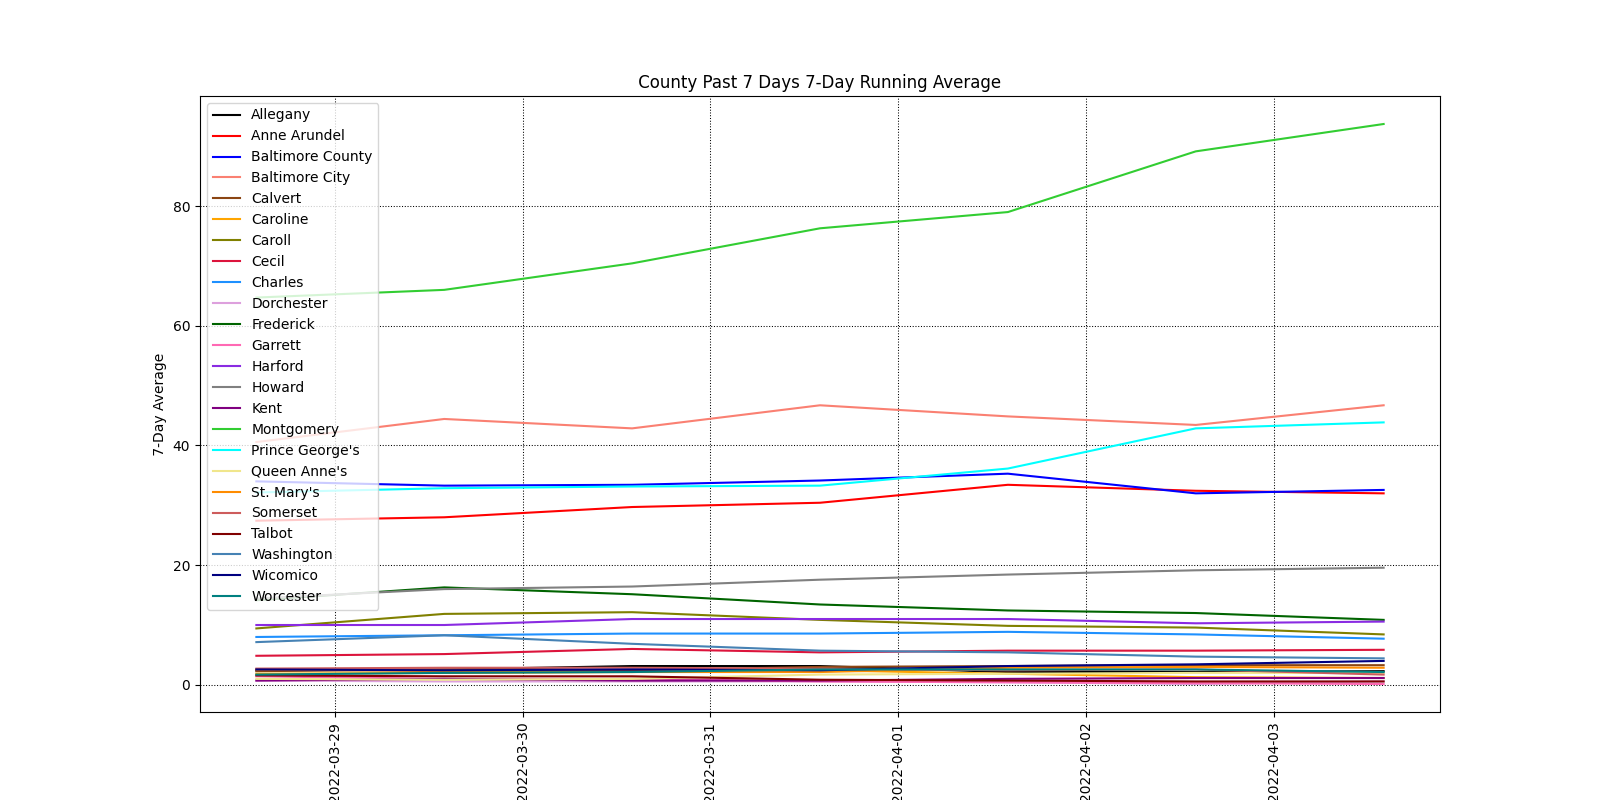 County Past 7 Days 7-Day Running Average
7-Day Average
80
60
40
20
0
Allegany
Anne Arundel
Baltimore County
Baltimore City
Calvert
Caroline
Caroll
Cecil
Charles
Dorchester
Frederick
Garrett
Harford
Howard
Kent
Montgomery
Prince George's
Queen Anne's
St. Mary's
Somerset
Talbot
Washington
Wicomico
Worcester
2022-03-29
2022-03-30
2022-03-31
2022-04-01
2022-04-02
2022-04-03